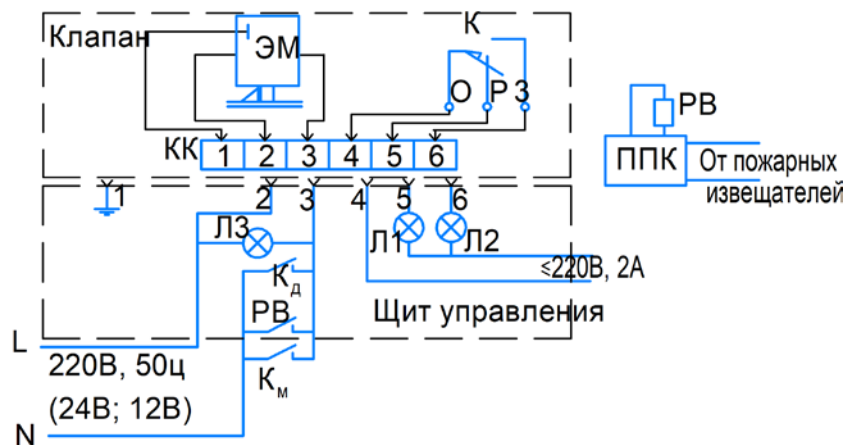 Клапан
ЭМ
К
О Р З
КК 1 2 3 4 5 6
РВ
ППК
От пожарных
извещателей
1 2 3 4 5 6
Л3
Л1
Л2
≤220В, 2А
Кд
РВ
Щит управления
L
220В, 50ц
Км
(24В; 12В)
N